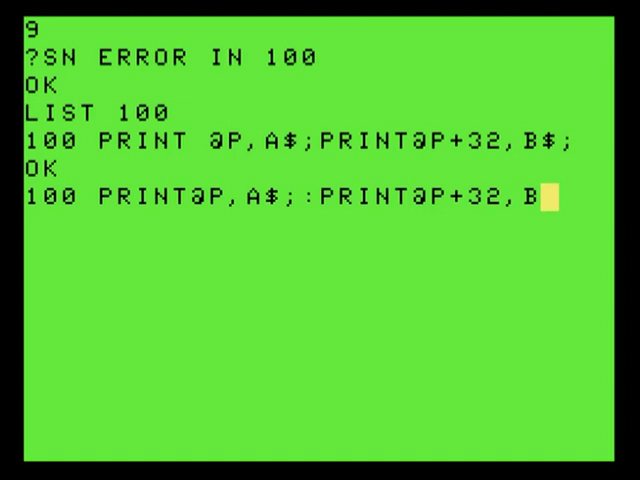 9
?SN ERROR IN 100
OK
LIST 100
100 PRINT @P,A$;PRINT@P+32,B$;
OK
100 PRINT@P,A$;:PRINT@P+32,B